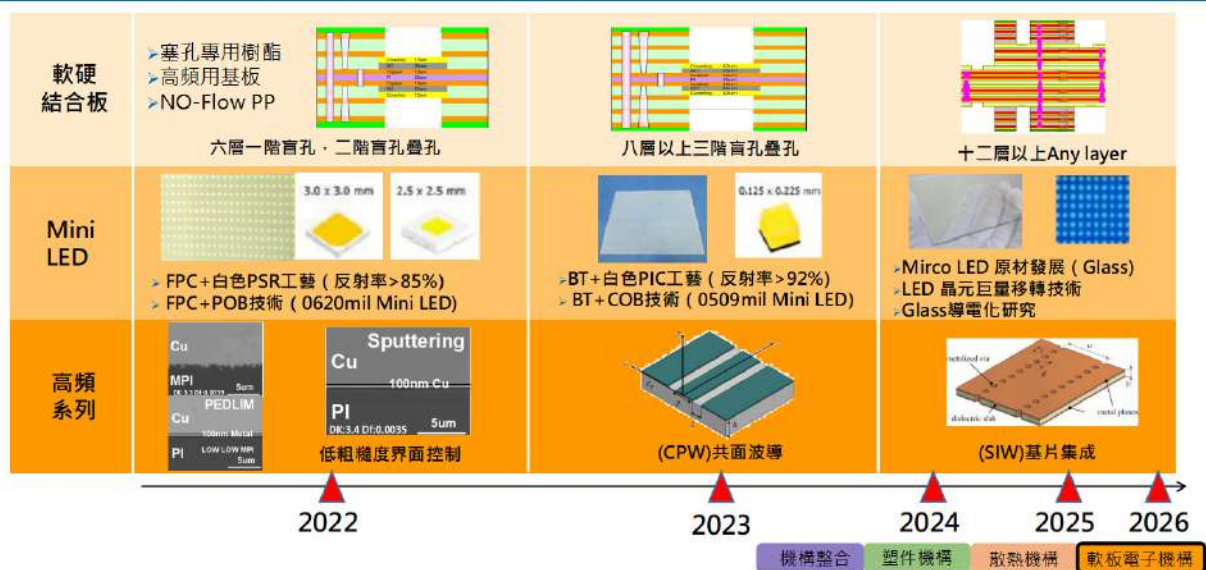 軟硬
結合板
➢塞孔專用樹酯
➢高頻用基板
➢NO-Flow PP
六層一階盲孔．二階盲孔疊孔
八層以上三階盲孔疊孔
十二層以上Any layer
Mini
LED
3.0 x 3.0 mm
2.5 x 2.5 mm
➢ FPC+白色PSR工藝（反射率>85%)
➢ FPC+POB技術（0620mil Mini LED)
0.125 x 0.225 mm
➢BT+白色PIC工藝（反射率>92%)
➢ BT+COB技術（0509mil Mini LED)
➢Mirco LED 原材發展（Glass)
➢LED 晶元巨量移轉技術
➢Glass導電化研究
高頻
系列
Cu
MPI
5um
PEDLIM
Cu
100nm Metal
PI
LOW LOW MPI
5um
Sputtering
Cu
100nm Cu
PI
DK:3.4 Df:0.0035
5um
低粗糙度界面控制
(CPW)共面波導
metalized via
dielectric slab
metal planes
(SIW)基片集成
2022
2023
2024
2025
2026
機構整合
塑件機構
散熱機構
軟板電子機構